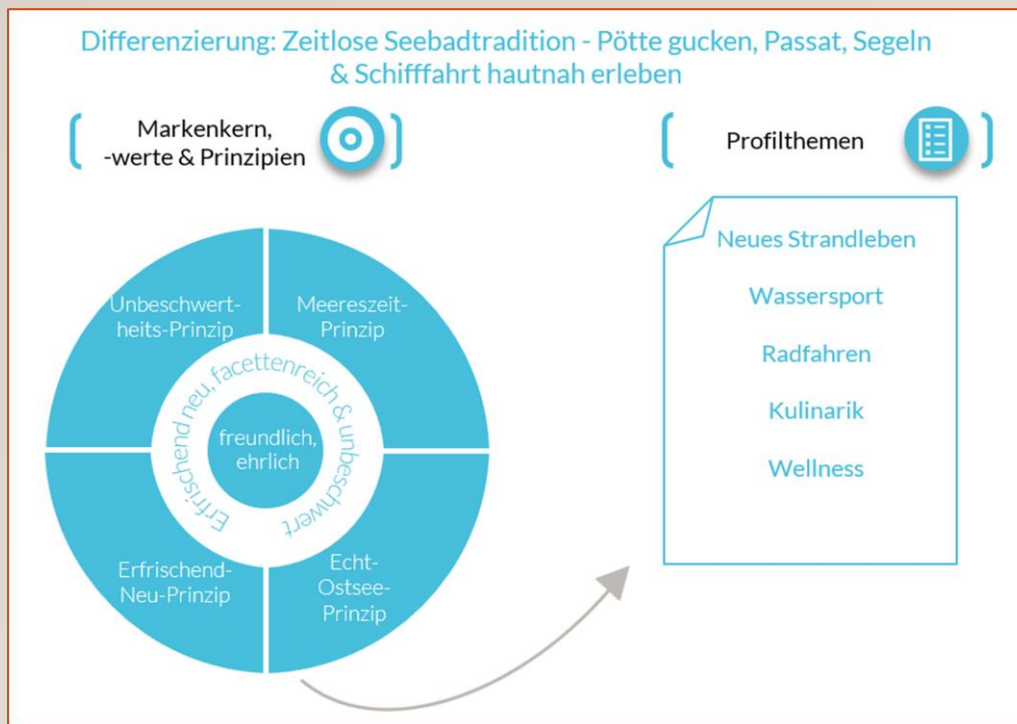 Differenzierung: Zeitlose Seebadtradition - Pötte gucken, Passat, Segeln
& Schifffahrt hautnah erleben
Markenkern,
-werte & Prinzipien
Profilthemen
Unbeschwert-
heits-Prinzip
Meereszeit-
Prinzip
Erfrischend neu, facettenreich & unbeschwert
freundlich,
ehrlich
Erfrischend-
Neu-Prinzip
Echt-
Ostsee-
Prinzip
Neues Strandleben
Wassersport
Radfahren
Kulinarik
Wellness